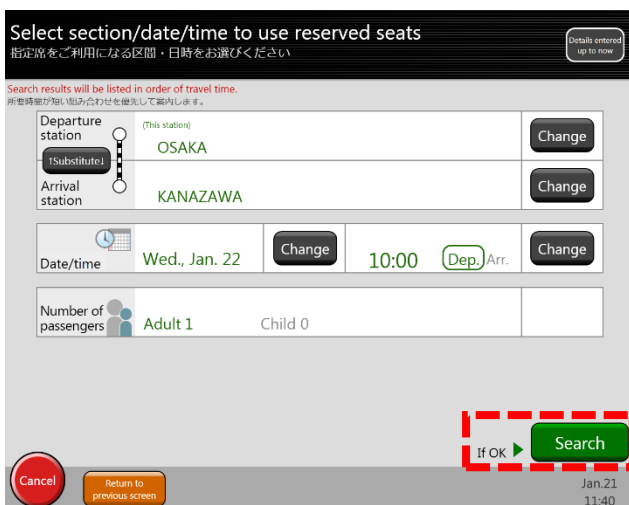 Select section/date/time to use reserved seats
指定席をご利用になる区間・日時をお選びください
Details entered
up to now
Search results will be listed in order of travel time.
所要時間が短い組み合わせを優先して案内します。
Departure
station
(This station)
OSAKA
Change
↑Substitute↓
Arrival
station
KANAZAWA
Change
Date/time
Wed., Jan. 22
Change
10:00
Dep.
Arr.
Change
Number of
passengers
Adult 1
Child 0
If OK
Search
Cancel
Return to
previous screen
Jan.21
11:40